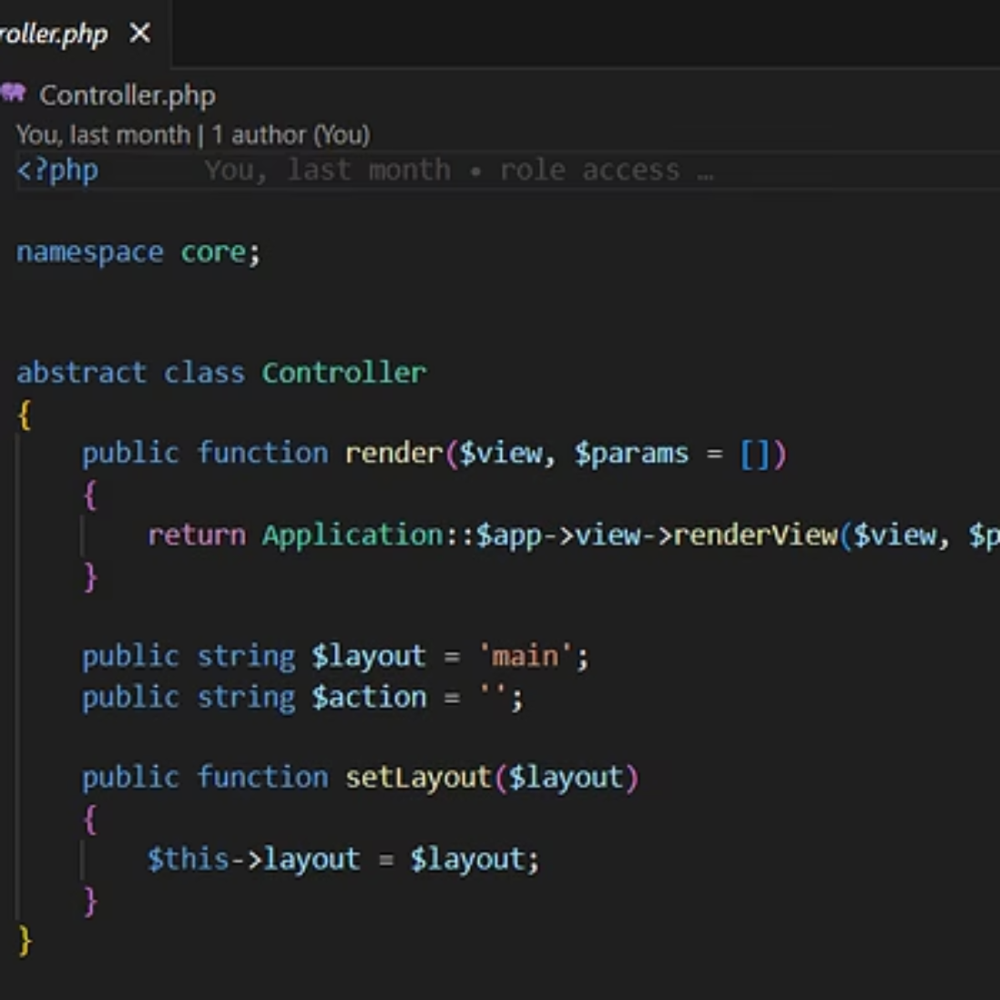 roller.php
Controller.php
You, last month | 1 author (You)
<?php You, last month • role access …
namespace core;
abstract class Controller
{
public function render($view, $params = [])
{
return Application::$app->view->renderView($view, $p
}
public string $layout = 'main';
public string $action = '';
public function setLayout($layout)
{
$this->layout = $layout;
}
}